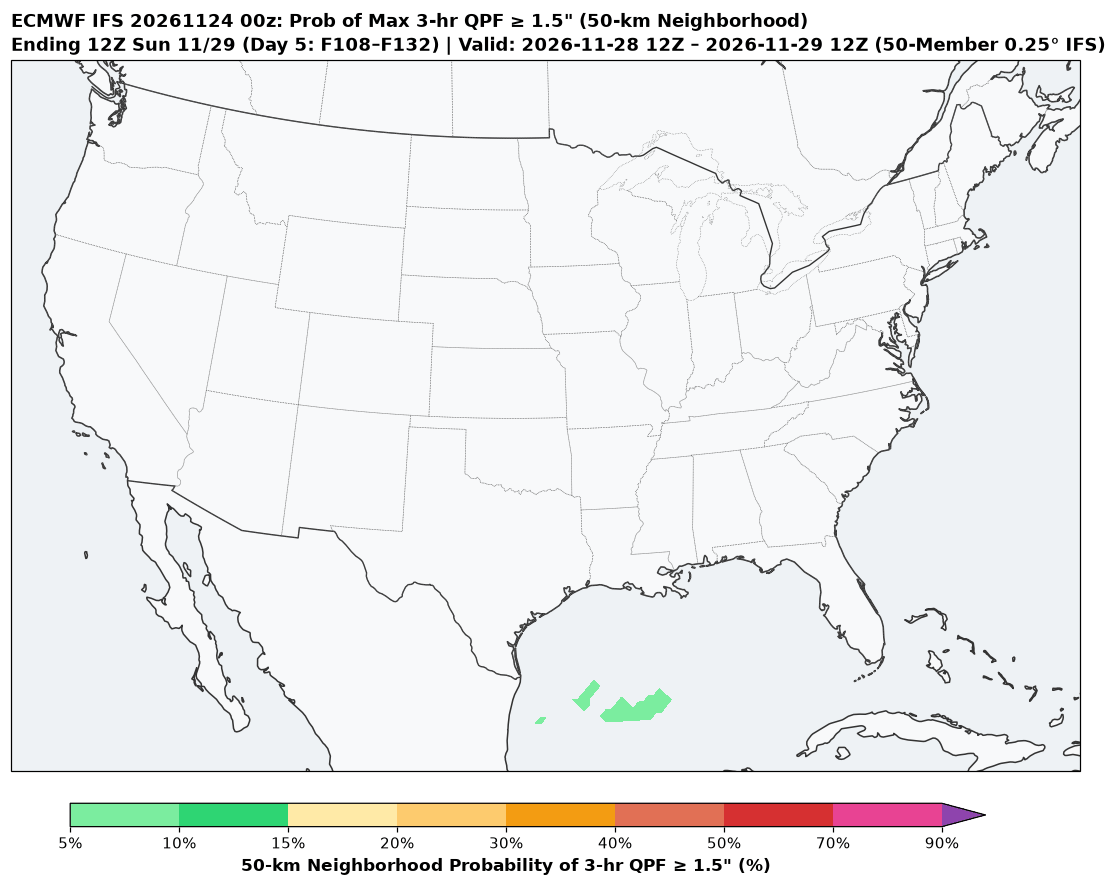 ECMWF IFS 20261124 00z: Prob of Max 3-hr QPF ≥ 1.5" (50-km Neighborhood)
Ending 12Z Sun 11/29 (Day 5: F108–F132) | Valid: 2026-11-28 12Z – 2026-11-29 12Z (50-Member 0.25° IFS)
5% 10% 15% 20% 30% 40% 50% 70% 90%
50-km Neighborhood Probability of 3-hr QPF ≥ 1.5" (%)